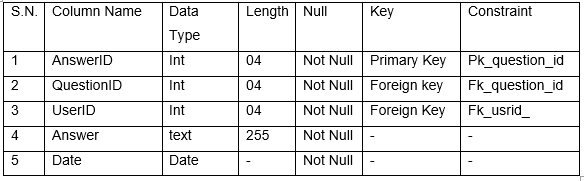 S.N. Column Name Data Type Length Null Key Constraint
1 AnswerID Int 04 Not Null Primary Key Pk_question_id
2 QuestionID Int 04 Not Null Foreign key Fk_question_id
3 UserID Int 04 Not Null Foreign Key Fk_usrid_
4 Answer text 255 Not Null - -
5 Date Date - Not Null - -